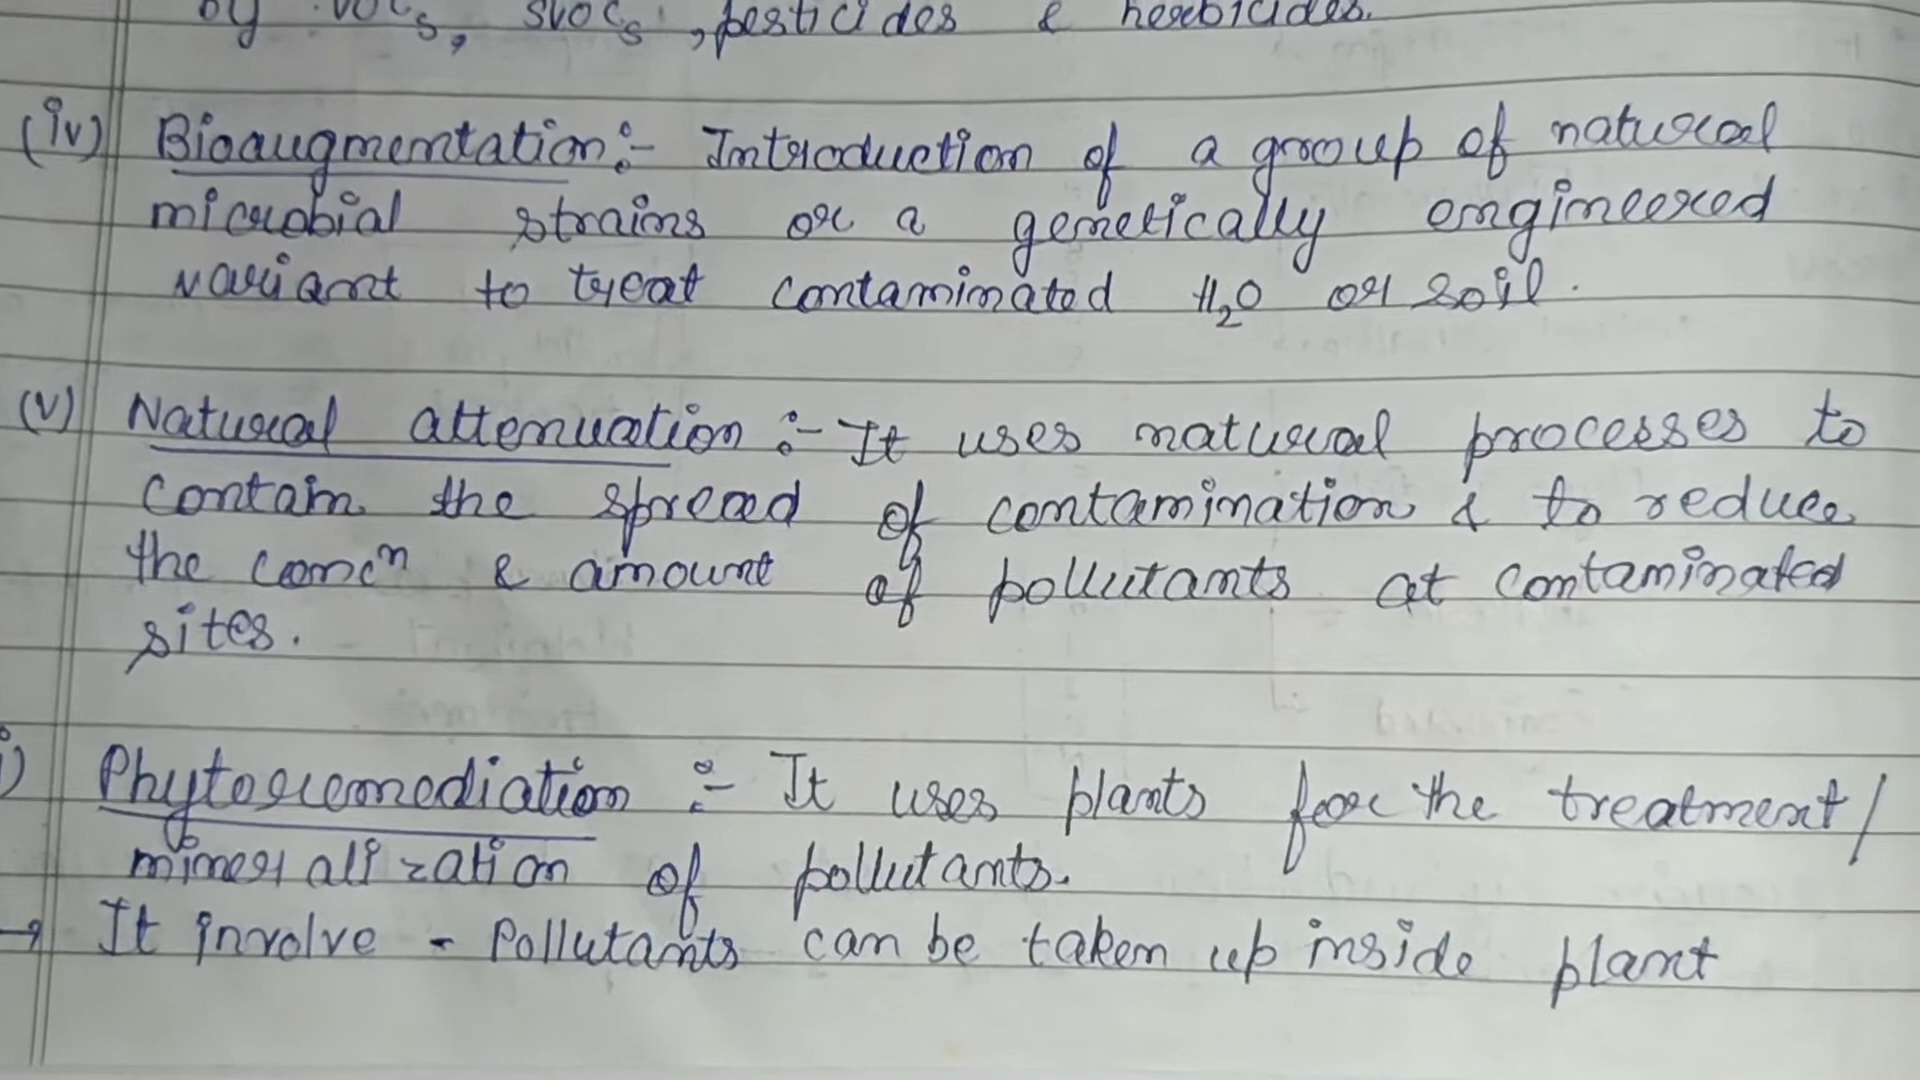 by VOCs, SVOCs, pesticides & herbicides.
(iv) Bioaugmentation :- Introduction of a group of natural
microbial strains or a genetically engineered
variant to treat contaminated H₂O or soil.
(v) Natural attenuation :- It uses natural processes to
contain the spread of contamination & to reduce
the concⁿ & amount of pollutants at contaminated
sites.
i) Phytoremediation :- It uses plants for the treatment/
mineralization of pollutants.
→ It involve - Pollutants can be taken up inside plant